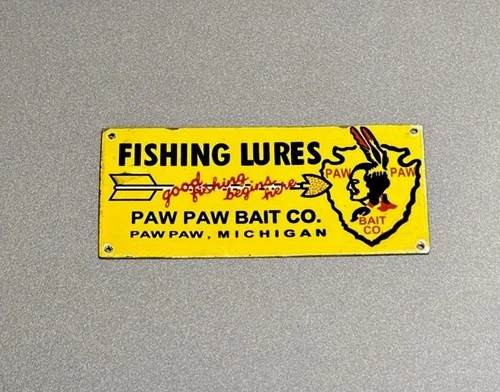 FISHING LURES
good fishing begins here
PAW PAW BAIT CO.
PAW PAW, MICHIGAN
PAW PAW
BAIT
CO.